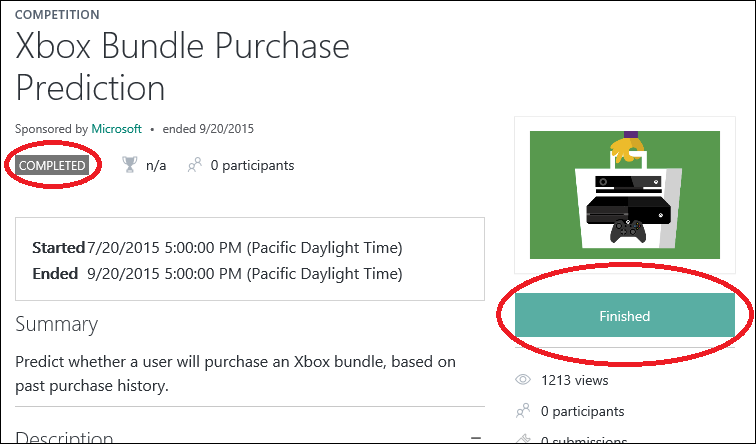 COMPETITION
Xbox Bundle Purchase
Prediction
Sponsored by Microsoft • ended 9/20/2015
COMPLETED n/a 0 participants
Started 7/20/2015 5:00:00 PM (Pacific Daylight Time)
Ended 9/20/2015 5:00:00 PM (Pacific Daylight Time)
Summary
Predict whether a user will purchase an Xbox bundle, based on
past purchase history.
Description
Finished
1213 views
0 participants
0 submissions